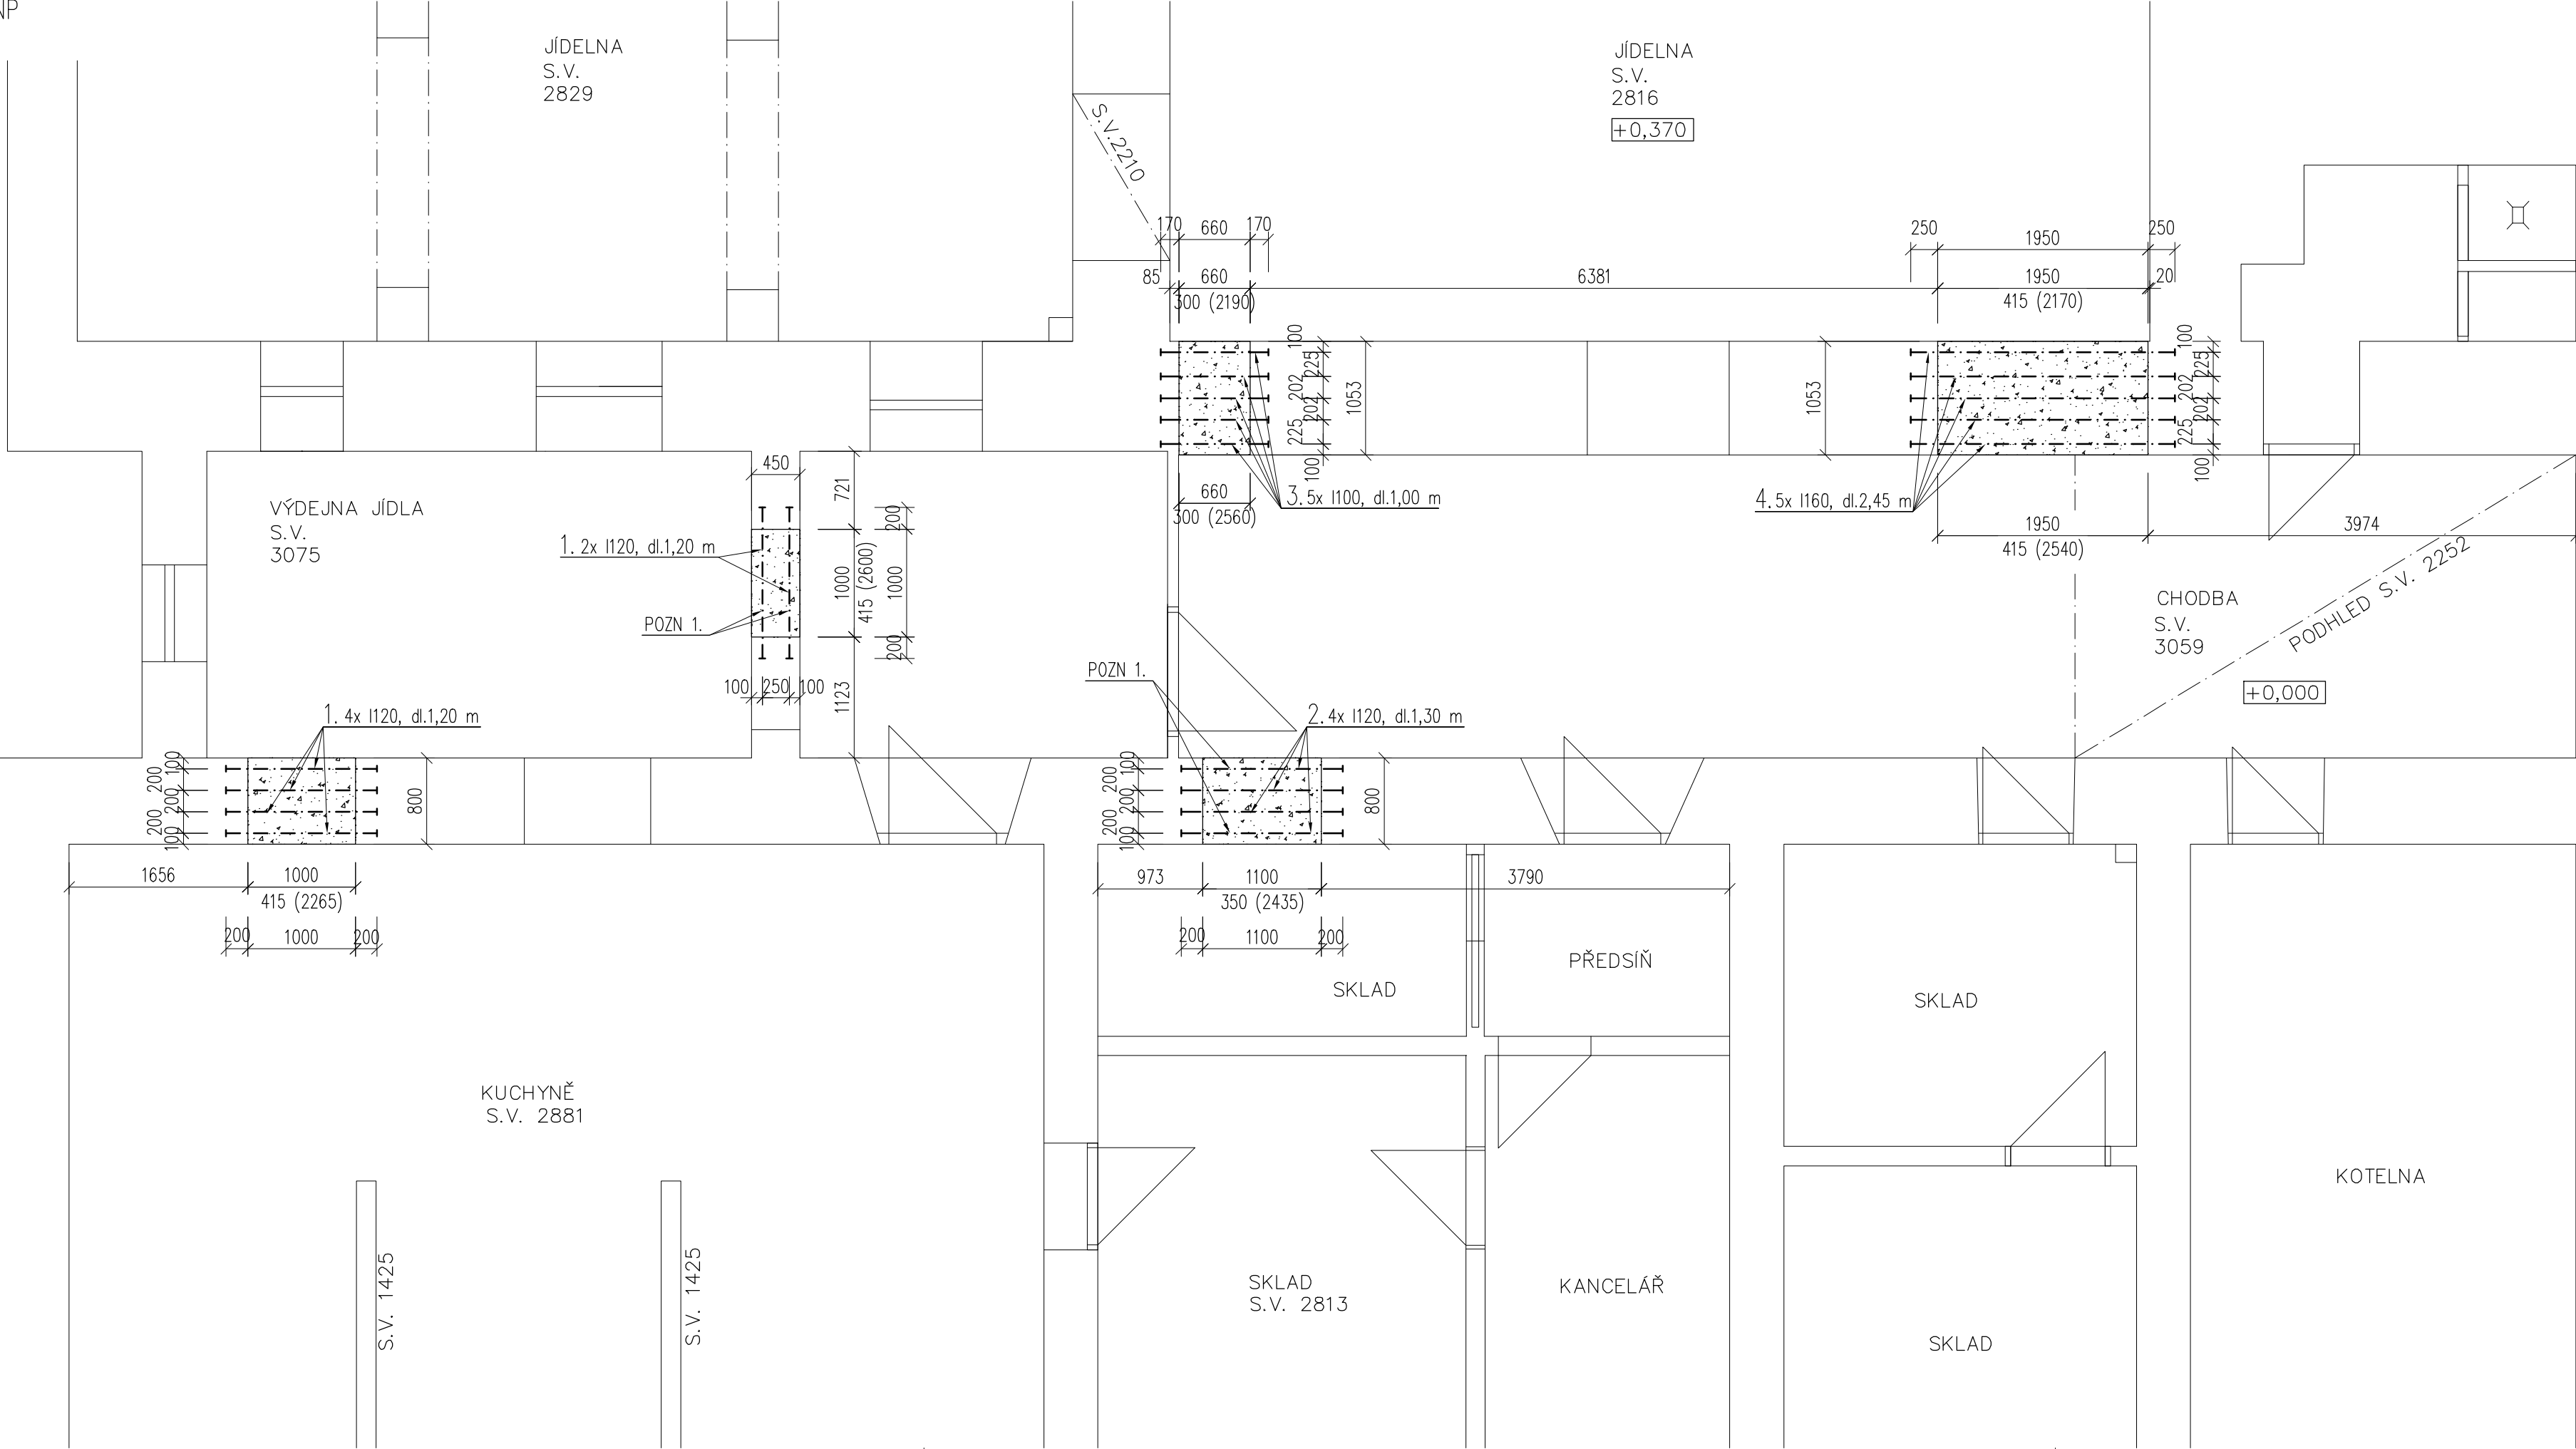 NP
JÍDELNA
S.V.
2829
S.V.2210
JÍDELNA
S.V.
2816
+0,370
170
660
170
85
660
6381
300 (2190)
250
1950
250
1950
20
415 (2170)
100
225
202
202
225
100
1053
1053
100
225
202
202
225
100
660
300 (2560)
3.5x I100, dl.1,00 m
4.5x I160, dl.2,45 m
1950
3974
415 (2540)
VÝDEJNA JÍDLA
S.V.
3075
450
721
200
1000
415 (2600)
1000
200
1123
1. 2x I120, dl.1,20 m
POZN 1.
100
250
100
CHODBA
S.V.
3059
PODHLED S.V. 2252
+0,000
1. 4x I120, dl.1,20 m
100
200
200
200
100
800
1656
1000
415 (2265)
200
1000
200
POZN 1.
2. 4x I120, dl.1,30 m
100
200
200
200
100
800
973
1100
3790
350 (2435)
200
1100
200
SKLAD
PŘEDSÍŇ
SKLAD
KUCHYNĚ
S.V. 2881
S.V. 1425
S.V. 1425
SKLAD
S.V. 2813
KANCELÁŘ
SKLAD
KOTELNA